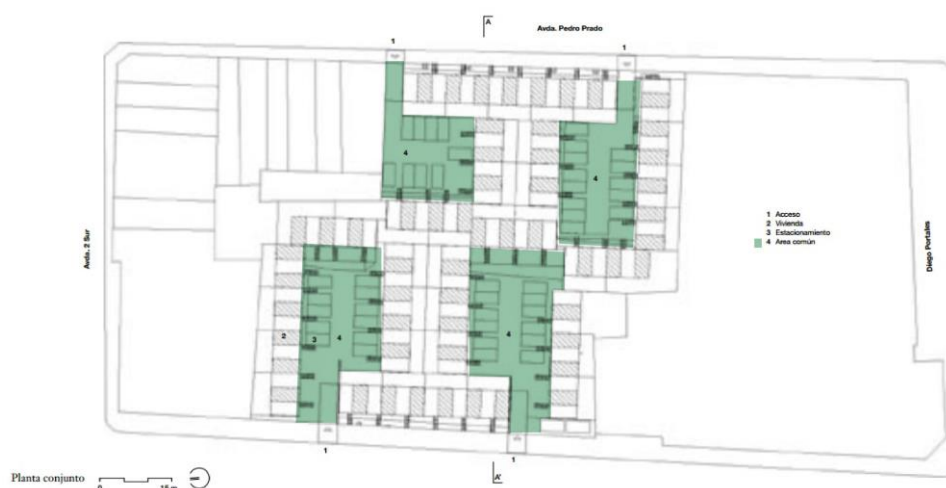 A
Avda. Pedro Prado
1
1
4
4
1 Acceso
2 Vivienda
3 Estacionamiento
4 Area común
Avda. 2 Sur
Diego Portales
2
3
4
4
1
1
A'
Planta conjunto
0
15 m